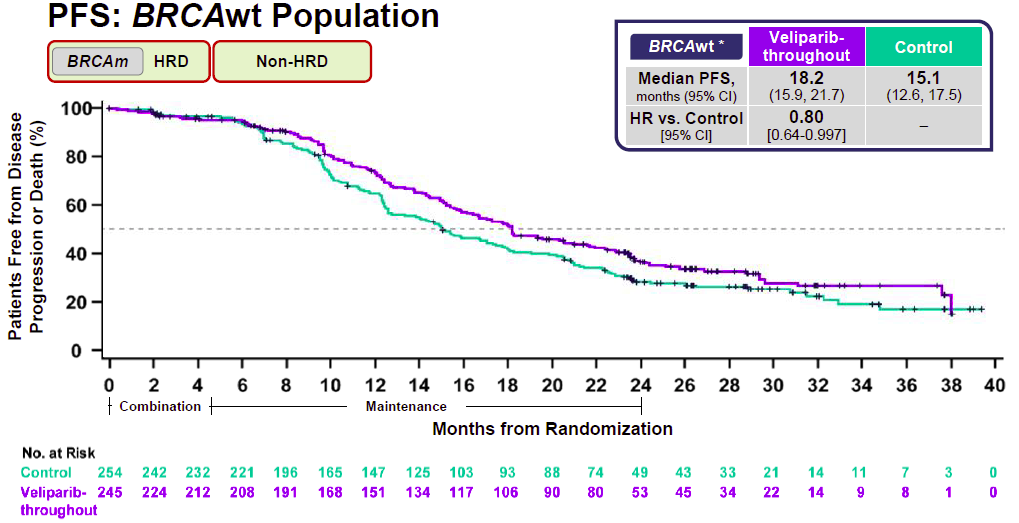 PFS: BRCAwt Population
BRCAm HRD Non-HRD
BRCAwt * Veliparib-throughout Control
Median PFS, months (95% CI) 18.2 (15.9, 21.7) 15.1 (12.6, 17.5)
HR vs. Control [95% CI] 0.80 [0.64-0.997] –
Patients Free from Disease
Progression or Death (%)
100
80
60
40
20
0
0 2 4 6 8 10 12 14 16 18 20 22 24 26 28 30 32 34 36 38 40
Combination Maintenance
Months from Randomization
No. at Risk
Control 254 242 232 221 196 165 147 125 103 93 88 74 49 43 33 21 14 11 7 3 0
Veliparib- 245 224 212 208 191 168 151 134 117 106 90 80 53 45 34 22 14 9 8 1 0
throughout